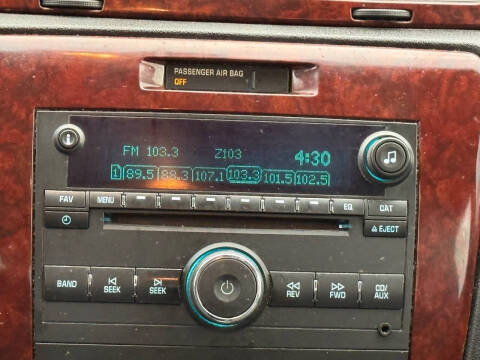 PASSENGER AIR BAG
OFF
FM 103.3 Z103 4:30
1 89.5 88.3 107.1 103.3 101.5 102.5
FAV MENU EQ CAT
EJECT
BAND SEEK SEEK REV FWD CD/
AUX